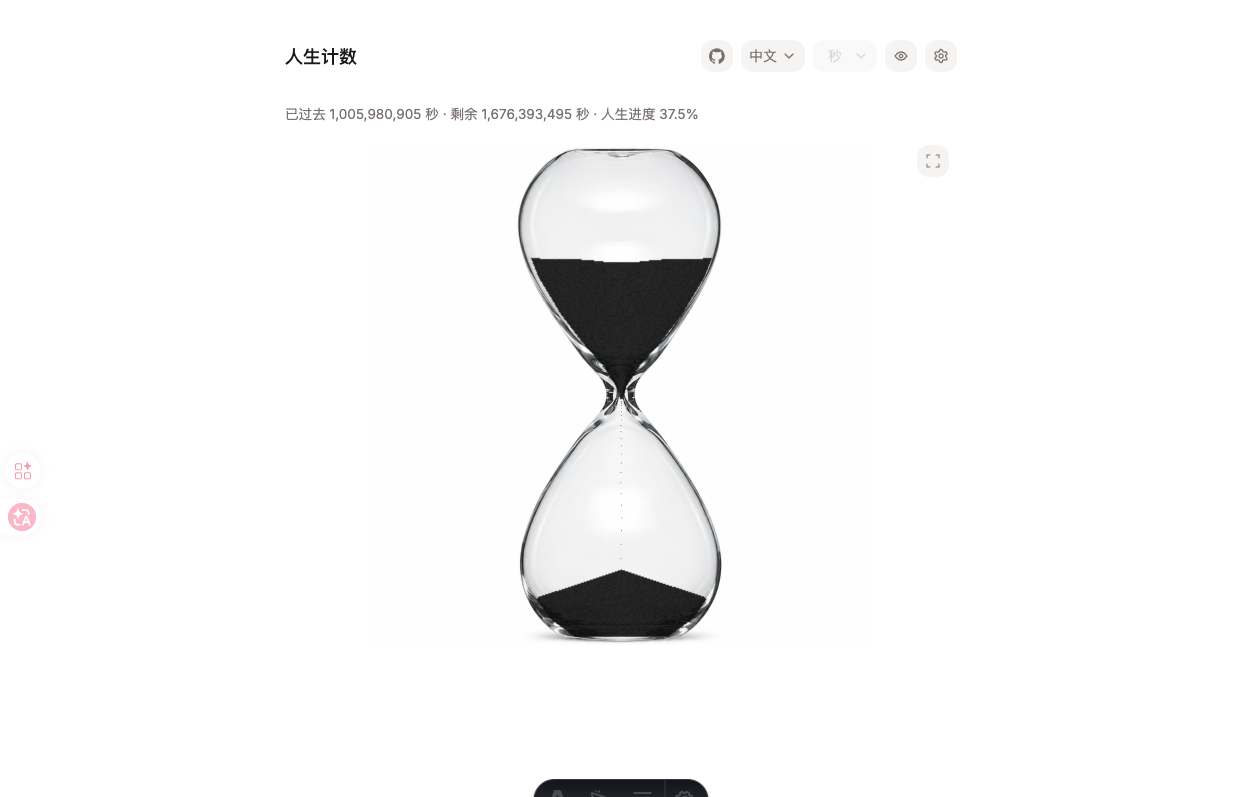 人生计数
中文
秒
已过去 1,005,980,905 秒 · 剩余 1,676,393,495 秒 · 人生进度 37.5%